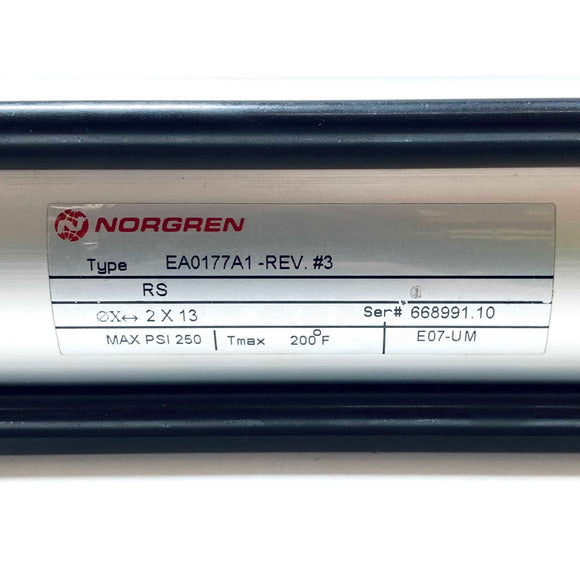 NORGREN
Type EA0177A1 -REV. #3
RS
∅X↔ 2 X 13 Ser# 668991.10
MAX PSI 250 Tmax 200°F E07-UM